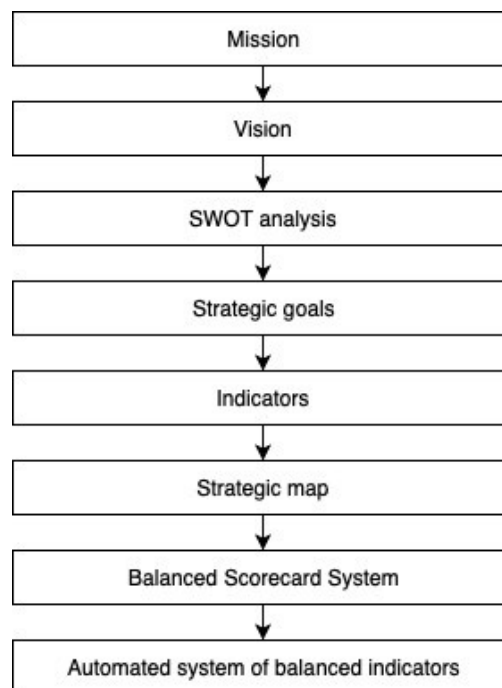 Mission
Vision
SWOT analysis
Strategic goals
Indicators
Strategic map
Balanced Scorecard System
Automated system of balanced indicators